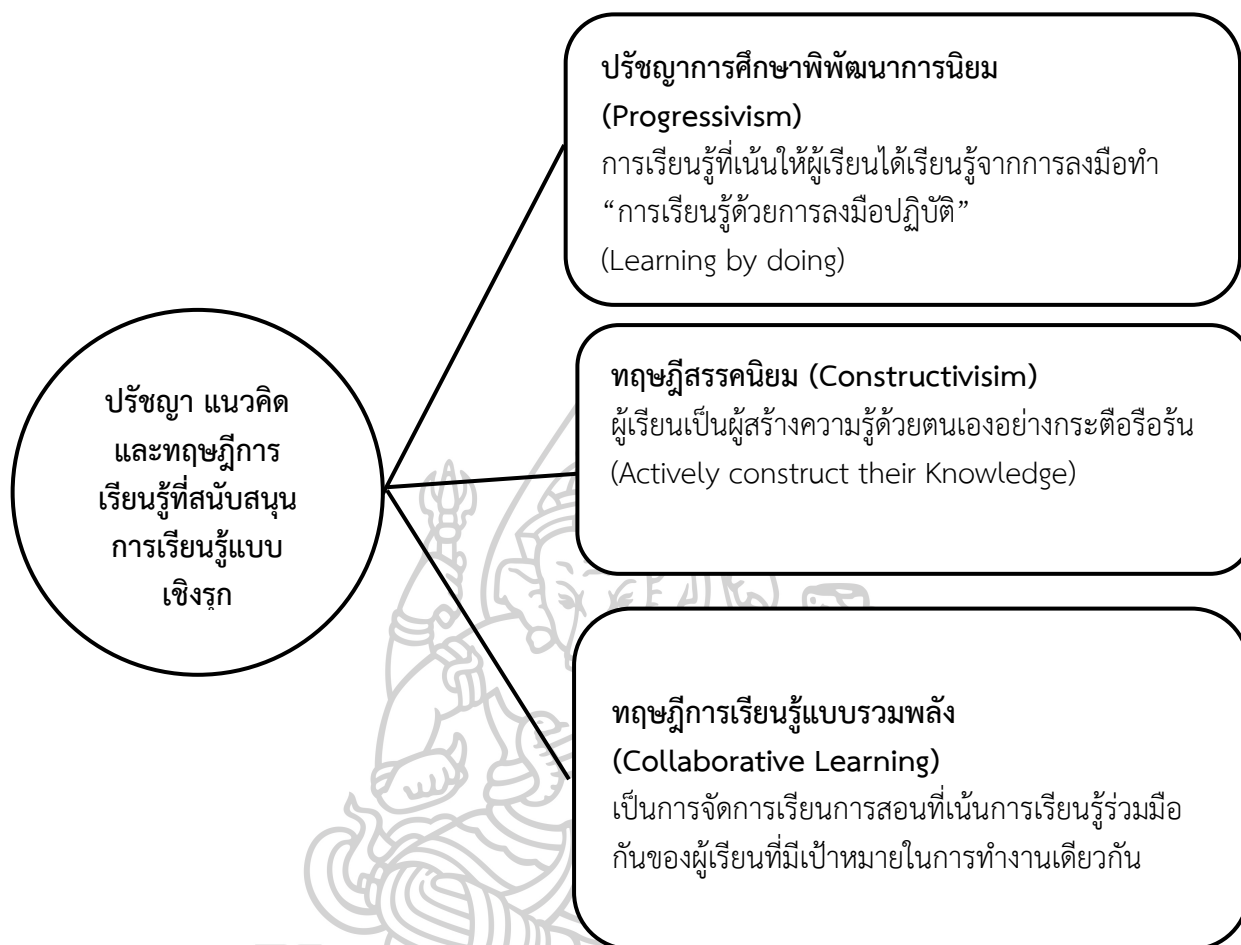 ปรัชญา แนวคิด
และทฤษฎีการ
เรียนรู้ที่สนับสนุน
การเรียนรู้แบบ
เชิงรุก
ปรัชญาการศึกษาพิพัฒนาการนิยม
(Progressivism)
การเรียนรู้ที่เน้นให้ผู้เรียนได้เรียนรู้จากการลงมือทำ
“การเรียนรู้ด้วยการลงมือปฏิบัติ”
(Learning by doing)
ทฤษฎีสรรคนิยม (Constructivisim)
ผู้เรียนเป็นผู้สร้างความรู้ด้วยตนเองอย่างกระตือรือร้น
(Actively construct their Knowledge)
ทฤษฎีการเรียนรู้แบบรวมพลัง
(Collaborative Learning)
เป็นการจัดการเรียนการสอนที่เน้นการเรียนรู้ร่วมมือ
กันของผู้เรียนที่มีเป้าหมายในการทำงานเดียวกัน